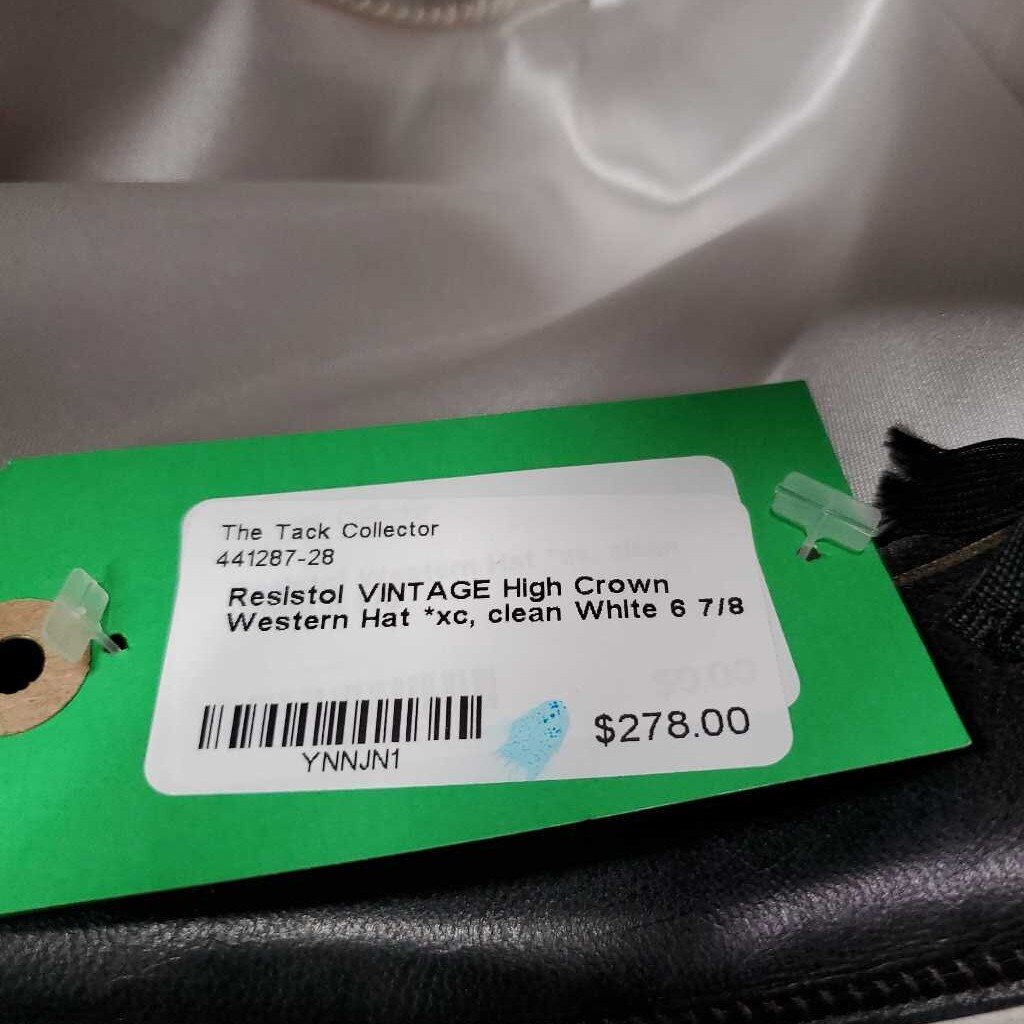 The Tack Collector
441287-28
Resistol VINTAGE High Crown
Western Hat *xc, clean White 6 7/8
$278.00
YNNJN1